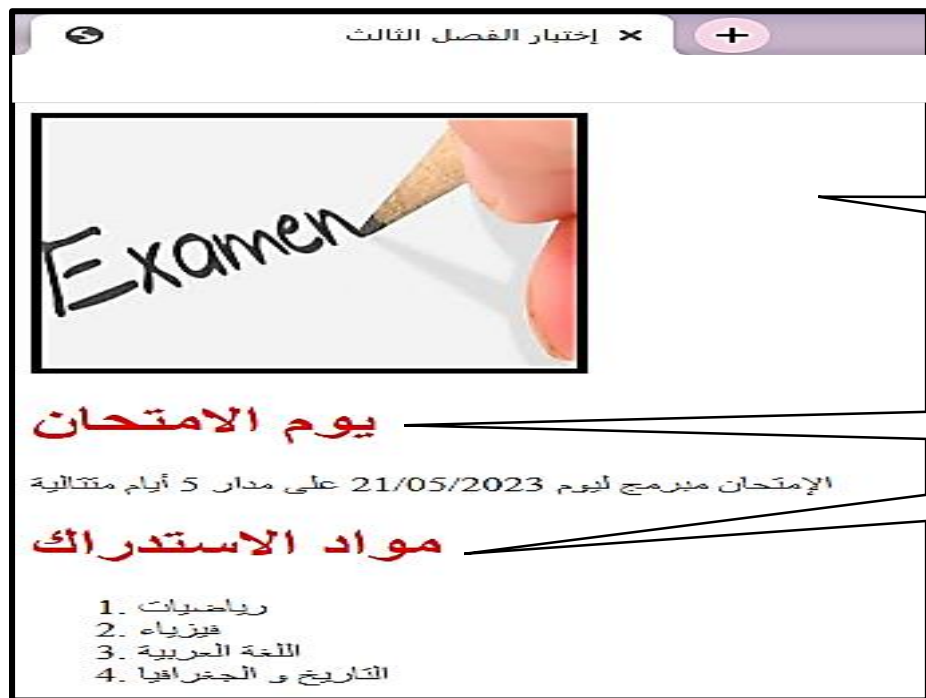 إختبار الفصل الثالث
Examen
يوم الامتحان
الإمتحان مبرمج ليوم 21/05/2023 على مدار 5 أيام متتالية
مواد الاستدراك
1. رياضيات
2. فيزياء
3. اللغة العربية
4. التاريخ و الجغرافيا